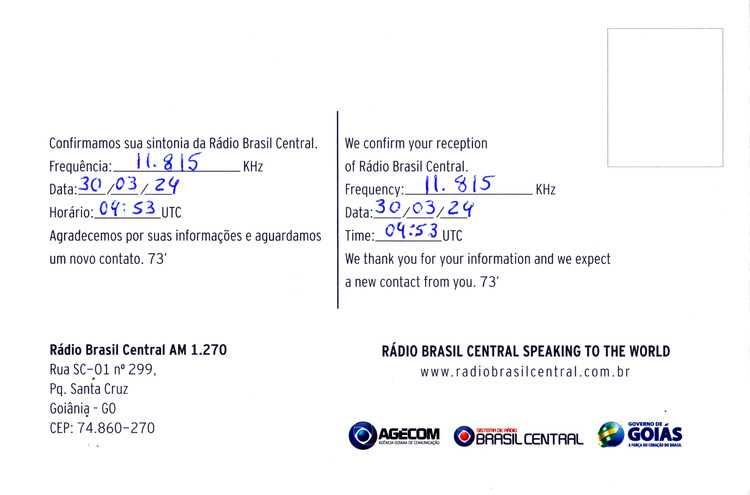 Confirmamos sua sintonia da Rádio Brasil Central.
Frequência: 11.815 KHz
Data: 30/03/24
Horário: 04:53 UTC
Agradecemos por suas informações e aguardamos
um novo contato. 73'
We confirm your reception
of Rádio Brasil Central.
Frequency: 11.815 KHz
Data: 30/03/24
Time: 04:53 UTC
We thank you for your information and we expect
a new contact from you. 73'
Rádio Brasil Central AM 1.270
Rua SC-01 nº 299,
Pq. Santa Cruz
Goiânia - GO
CEP: 74.860-270
RÁDIO BRASIL CENTRAL SPEAKING TO THE WORLD
www.radiobrasilcentral.com.br
AGECOM
AGÊNCIA GOIANA DE COMUNICAÇÃO
SISTEMA DE RÁDIO
BRASIL CENTRAL
GOVERNO DE
GOIÁS
A FORÇA DO CORAÇÃO DO BRASIL